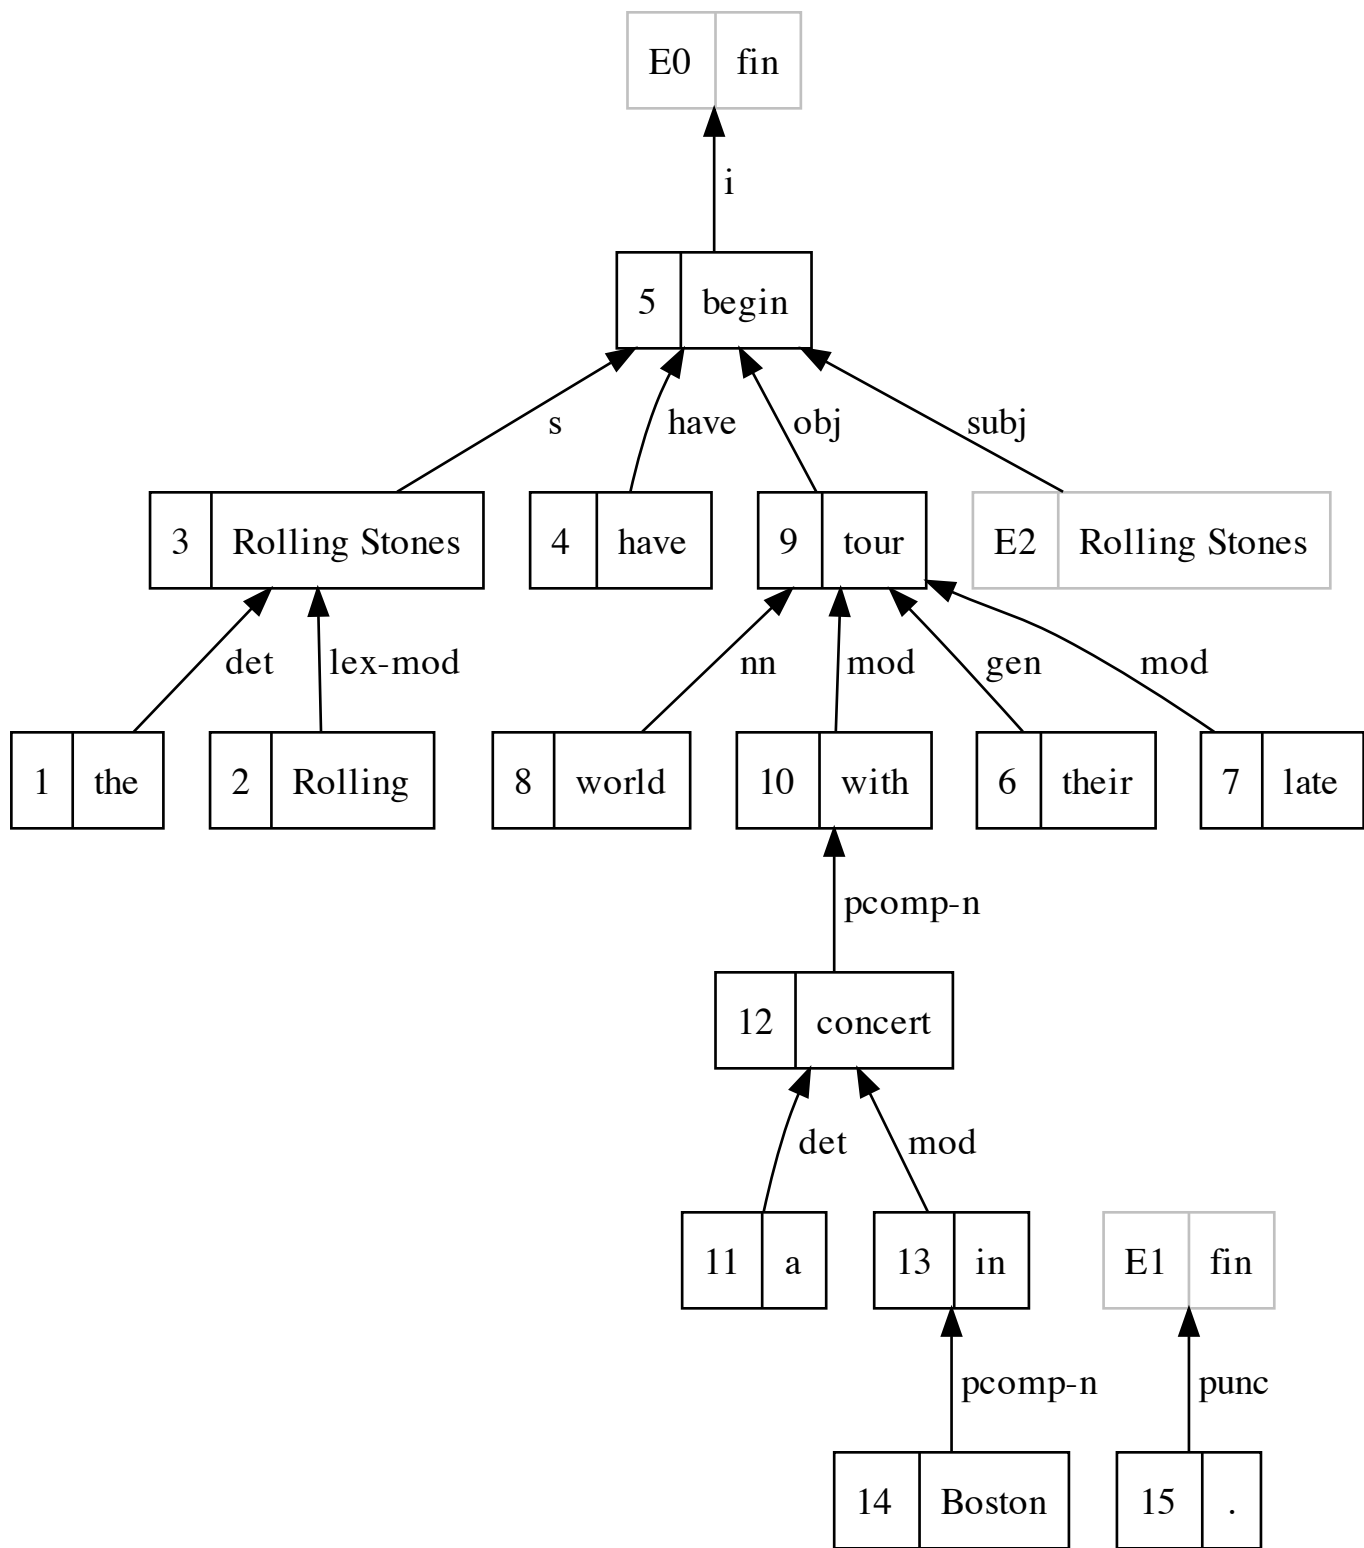 E0 fin
i
5 begin
s have obj subj
3 Rolling Stones 4 have 9 tour E2 Rolling Stones
det lex-mod nn mod gen mod
1 the 2 Rolling 8 world 10 with 6 their 7 late
pcomp-n
12 concert
det mod
11 a 13 in E1 fin
pcomp-n punc
14 Boston 15 .